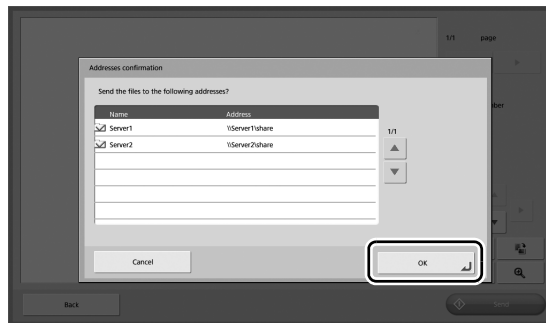 1/1 page
Addresses confirmation
Send the files to the following addresses?
Name Address
Server1 \\Server1\share
Server2 \\Server2\share
1/1
Cancel OK
Back Send